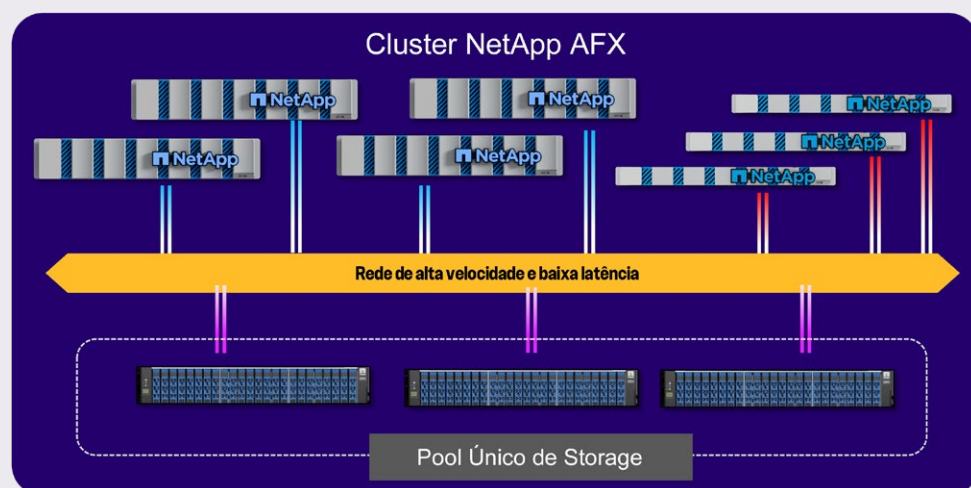 Cluster NetApp AFX
NetApp
NetApp
NetApp
NetApp
NetApp
NetApp
NetApp
Rede de alta velocidade e baixa latência
Pool Único de Storage